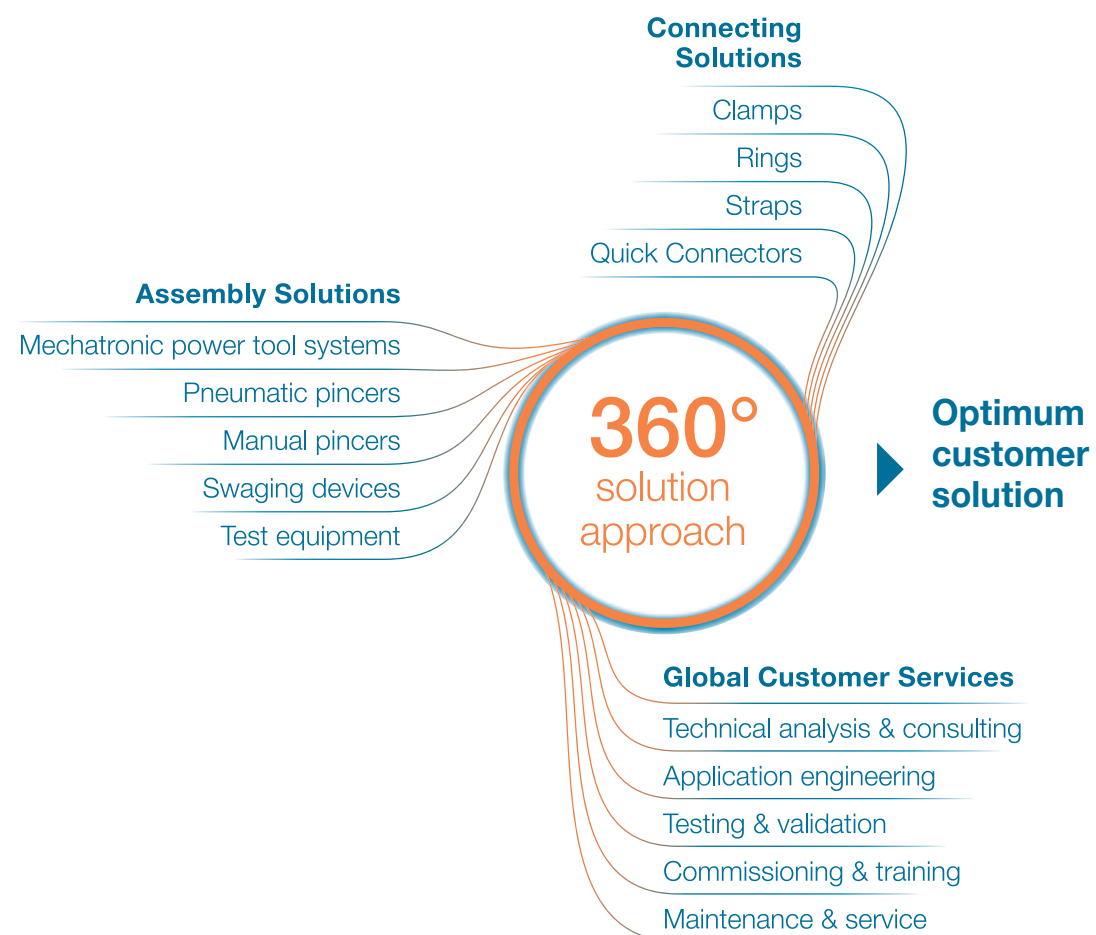 Connecting
Solutions
Clamps
Rings
Straps
Quick Connectors
Assembly Solutions
Mechatronic power tool systems
Pneumatic pincers
Manual pincers
Swaging devices
Test equipment
360°
solution
approach
Optimum
customer
solution
Global Customer Services
Technical analysis & consulting
Application engineering
Testing & validation
Commissioning & training
Maintenance & service